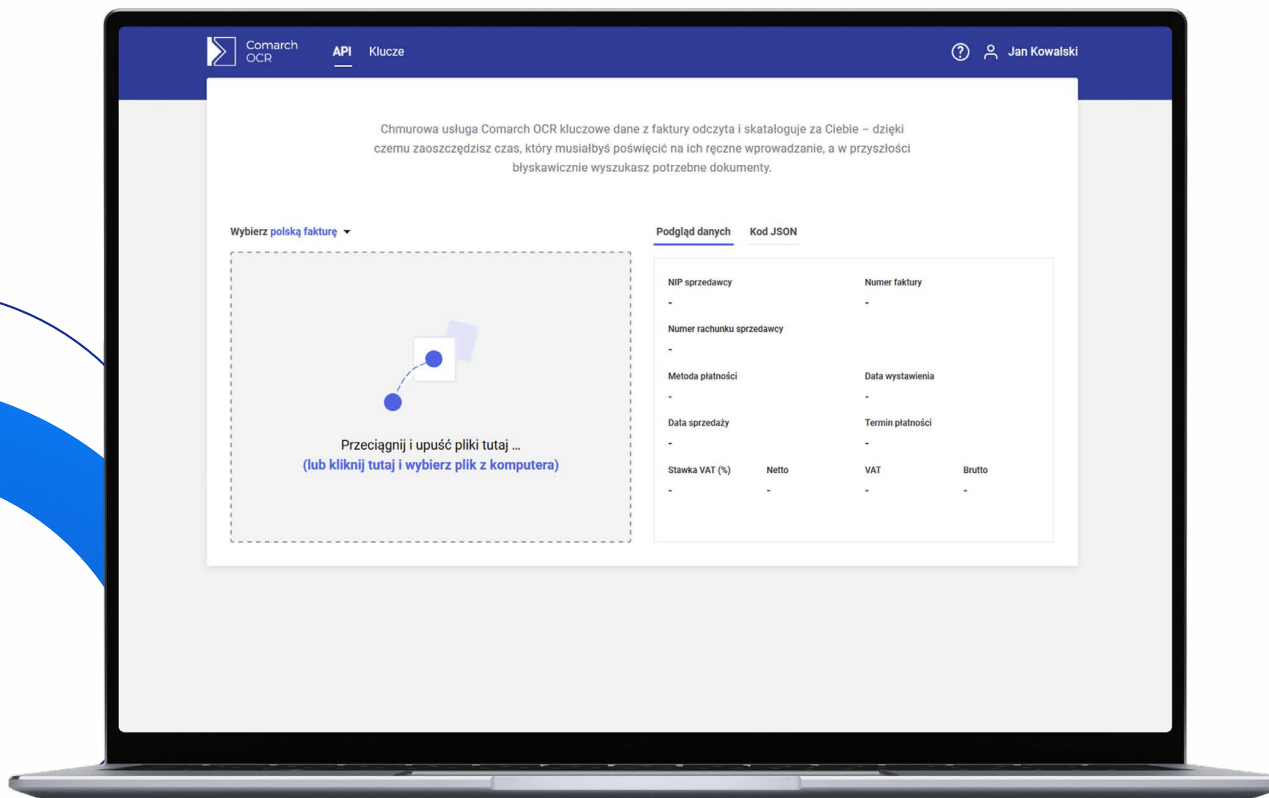 Comarch
OCR
API Klucze
Jan Kowalski
Chmurowa usługa Comarch OCR kluczowe dane z faktury odczyta i skataloguje za Ciebie – dzięki
czemu zaoszczędzisz czas, który musiałbyś poświęcić na ich ręczne wprowadzanie, a w przyszłości
błyskawicznie wyszukasz potrzebne dokumenty.
Wybierz polską fakturę
Przeciągnij i upuść pliki tutaj ...
(lub kliknij tutaj i wybierz plik z komputera)
Podgląd danych Kod JSON
NIP sprzedawcy Numer faktury
- -
Numer rachunku sprzedawcy
-
Metoda płatności Data wystawienia
- -
Data sprzedaży Termin płatności
- -
Stawka VAT (%) Netto VAT Brutto
- - - -